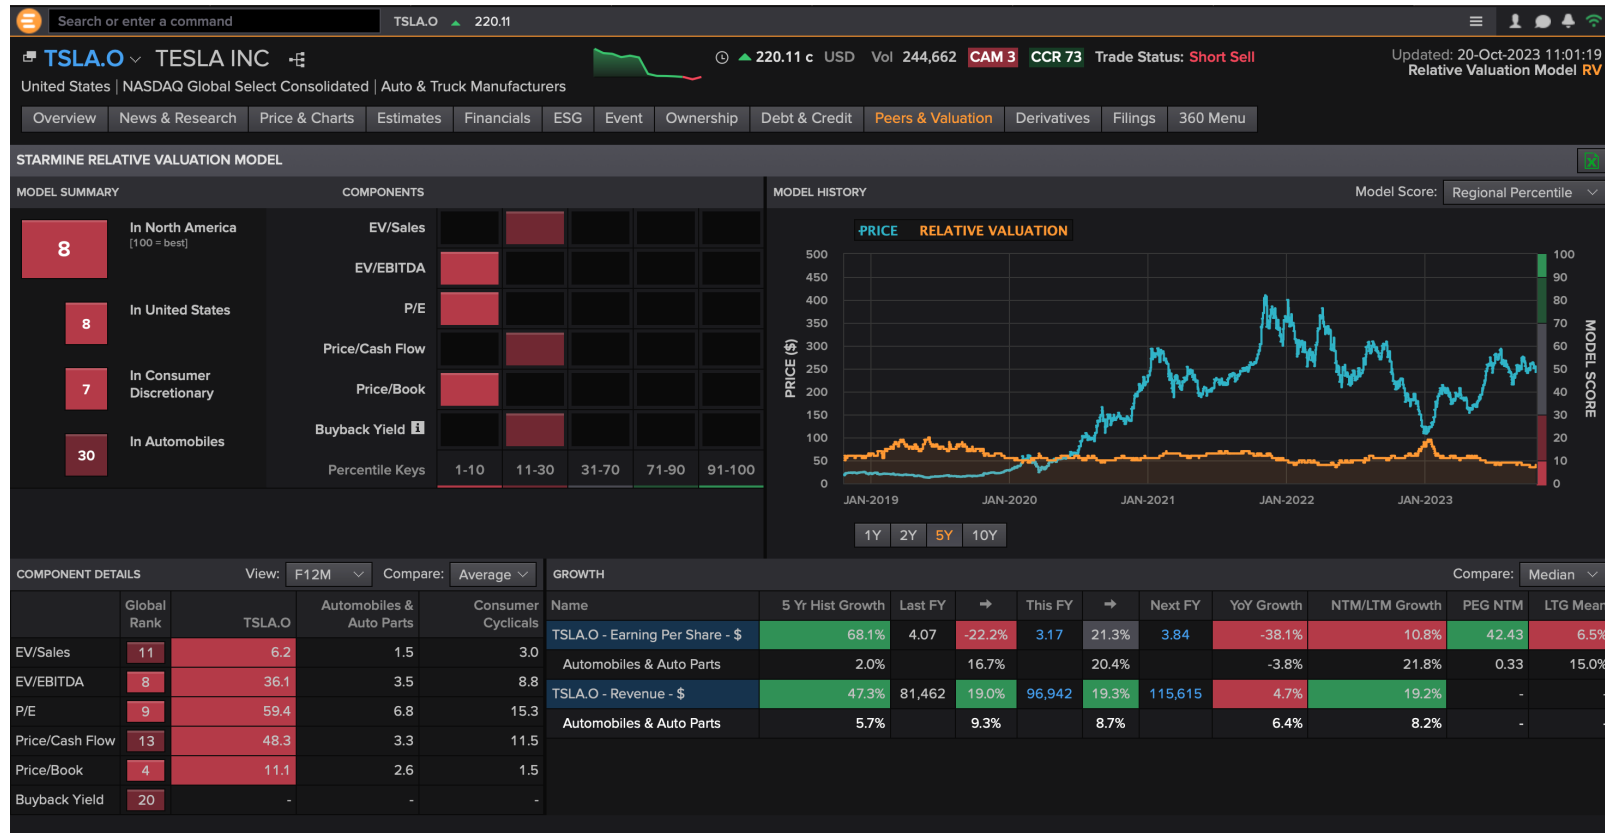 Search or enter a command TSLA.O 220.11
TSLA.O TESLA INC 220.11 c USD Vol 244,662 CAM 3 CCR 73 Trade Status: Short Sell Updated: 20-Oct-2023 11:01:19
Relative Valuation Model RV
United States | NASDAQ Global Select Consolidated | Auto & Truck Manufacturers
Overview News & Research Price & Charts Estimates Financials ESG Event Ownership Debt & Credit Peers & Valuation Derivatives Filings 360 Menu
STARMINE RELATIVE VALUATION MODEL
MODEL SUMMARY COMPONENTS
8 In North America
[100 = best]
8 In United States
7 In Consumer
Discretionary
30 In Automobiles
EV/Sales
EV/EBITDA
P/E
Price/Cash Flow
Price/Book
Buyback Yield i
Percentile Keys 1-10 11-30 31-70 71-90 91-100
MODEL HISTORY Model Score: Regional Percentile
PRICE RELATIVE VALUATION
PRICE ($)
500
450
400
350
300
250
200
150
100
50
0
100
90
80
70
60
50
40
30
20
10
0
MODEL SCORE
JAN-2019 JAN-2020 JAN-2021 JAN-2022 JAN-2023
1Y 2Y 5Y 10Y
COMPONENT DETAILS View: F12M Compare: Average
Global Rank TSLA.O Automobiles & Auto Parts Consumer Cyclicals
EV/Sales 11 6.2 1.5 3.0
EV/EBITDA 8 36.1 3.5 8.8
P/E 9 59.4 6.8 15.3
Price/Cash Flow 13 48.3 3.3 11.5
Price/Book 4 11.1 2.6 1.5
Buyback Yield 20 - - -
GROWTH Compare: Median
Name 5 Yr Hist Growth Last FY → This FY → Next FY YoY Growth NTM/LTM Growth PEG NTM LTG Mean
TSLA.O - Earning Per Share - $ 68.1% 4.07 -22.2% 3.17 21.3% 3.84 -38.1% 10.8% 42.43 6.5%
Automobiles & Auto Parts 2.0% 16.7% 20.4% -3.8% 21.8% 0.33 15.0%
TSLA.O - Revenue - $ 47.3% 81,462 19.0% 96,942 19.3% 115,615 4.7% 19.2% - -
Automobiles & Auto Parts 5.7% 9.3% 8.7% 6.4% 8.2% - -